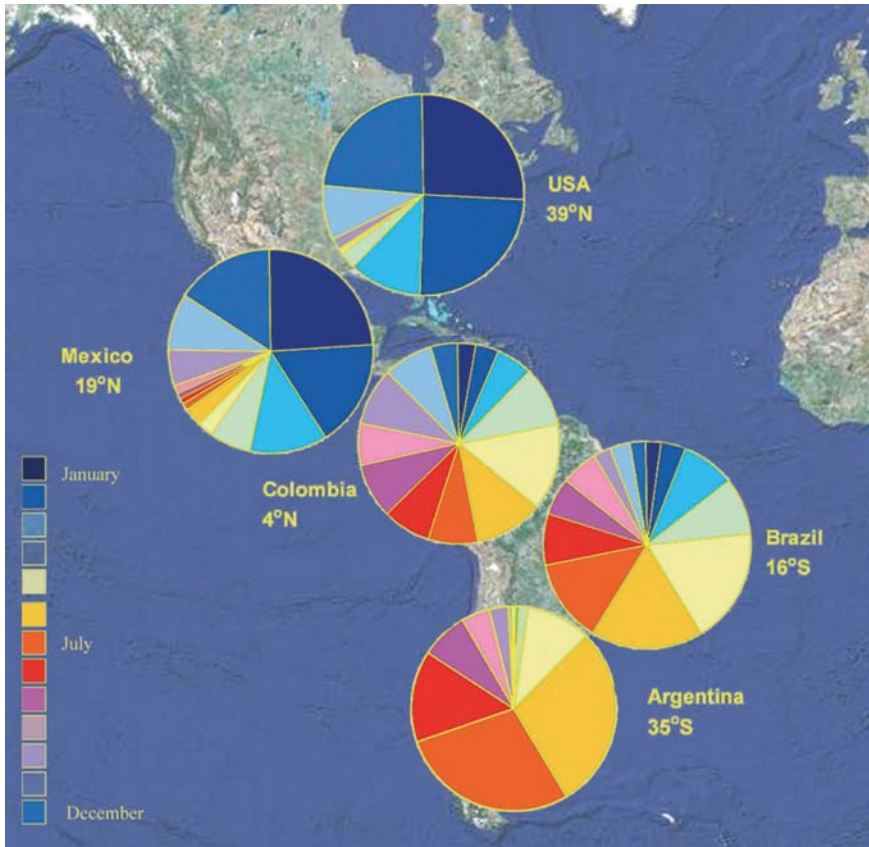 USA
39°N
Mexico
19°N
Colombia
4°N
Brazil
16°S
Argentina
35°S
January
July
December